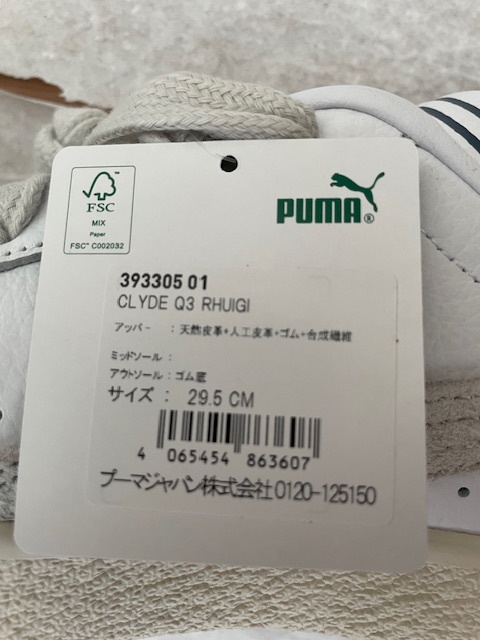 FSC™
MIX
Paper
FSC™ C002032
PUMA®
393305 01
CLYDE Q3 RHUIGI
アッパー : 天然皮革+人工皮革+ゴム+合成繊維
ミッドソール :
アウトソール : ゴム底
サイズ : 29.5 CM
4 065454 863607
プーマジャパン株式会社0120-125150